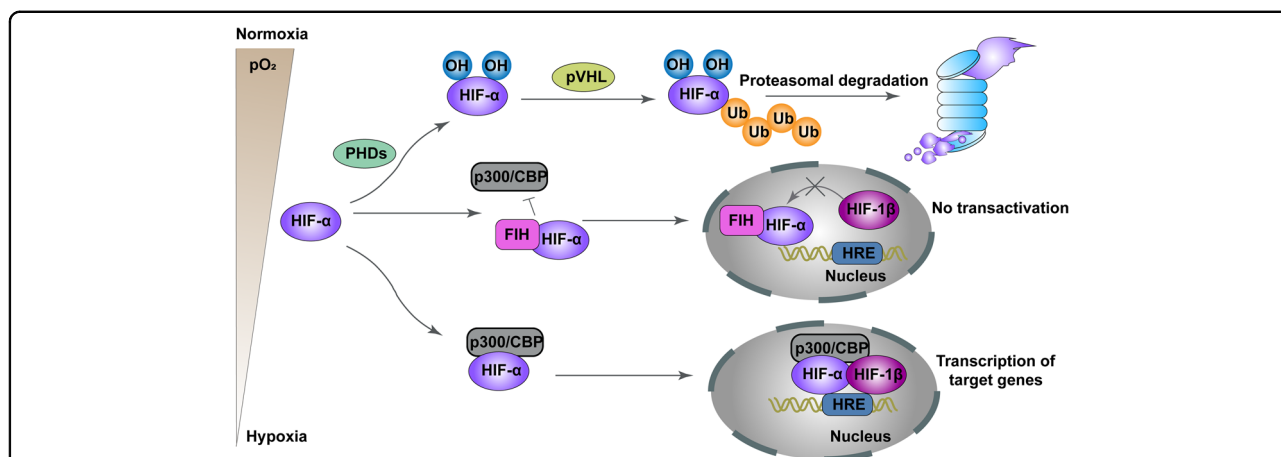 Normoxia
pO₂
OH OH
HIF-α
pVHL
OH OH
HIF-α
Ub
Ub
Ub
Ub
Proteasomal degradation
PHDs
HIF-α
p300/CBP
FIH
HIF-α
FIH
HIF-α
HIF-1β
HRE
Nucleus
No transactivation
p300/CBP
HIF-α
p300/CBP
HIF-α
HIF-1β
HRE
Nucleus
Transcription of
target genes
Hypoxia